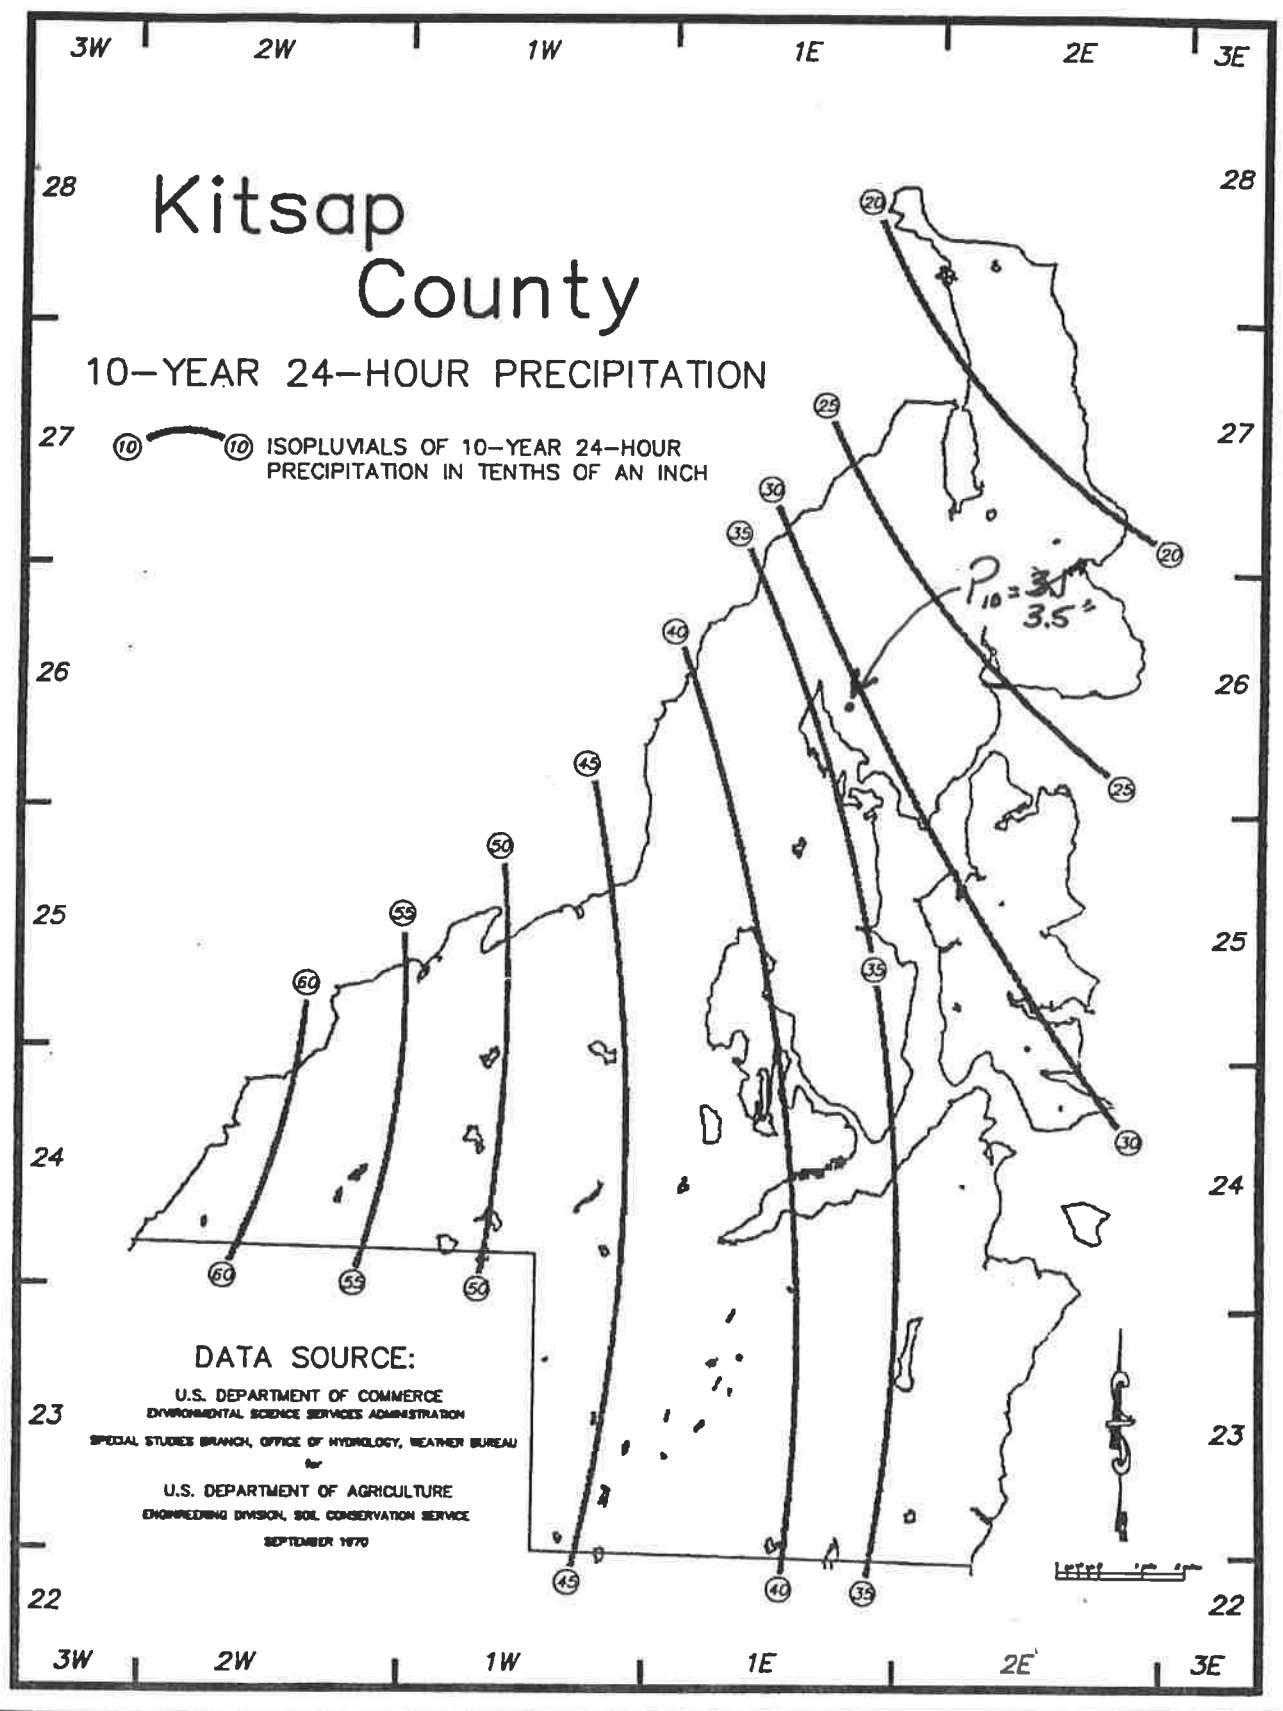 3W 2W 1W 1E 2E 3E
28 28
Kitsap
County
10-YEAR 24-HOUR PRECIPITATION
10 10 ISOPLUVIALS OF 10-YEAR 24-HOUR
PRECIPITATION IN TENTHS OF AN INCH
20
25
27 27
30
35
20
P10 =
3.5"
40
26 26
45
25
50
55
25 25
35
60
30
24 24
60 55 50
DATA SOURCE:
U.S. DEPARTMENT OF COMMERCE
ENVIRONMENTAL SCIENCE SERVICES ADMINISTRATION
SPECIAL STUDIES BRANCH, OFFICE OF HYDROLOGY, WEATHER BUREAU
for
U.S. DEPARTMENT OF AGRICULTURE
ENGINEERING DIVISION, SOIL CONSERVATION SERVICE
SEPTEMBER 1970
23 23
45 40 35
22 22
3W 2W 1W 1E 2E 3E